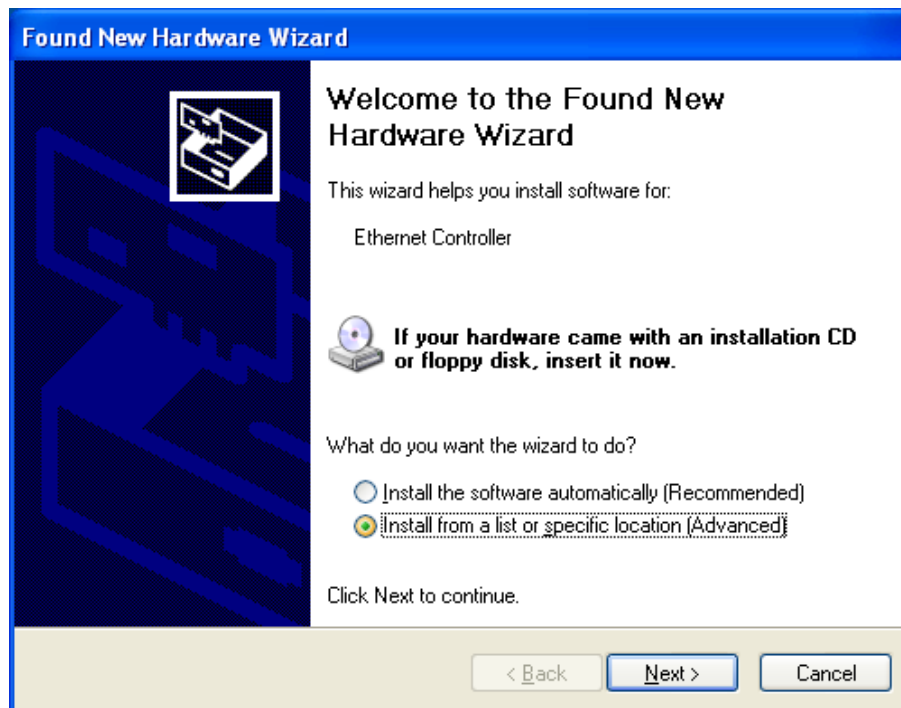 Found New Hardware Wizard
Welcome to the Found New
Hardware Wizard
This wizard helps you install software for:
Ethernet Controller
If your hardware came with an installation CD
or floppy disk, insert it now.
What do you want the wizard to do?
Install the software automatically (Recommended)
Install from a list or specific location (Advanced)
Click Next to continue.
< Back Next > Cancel